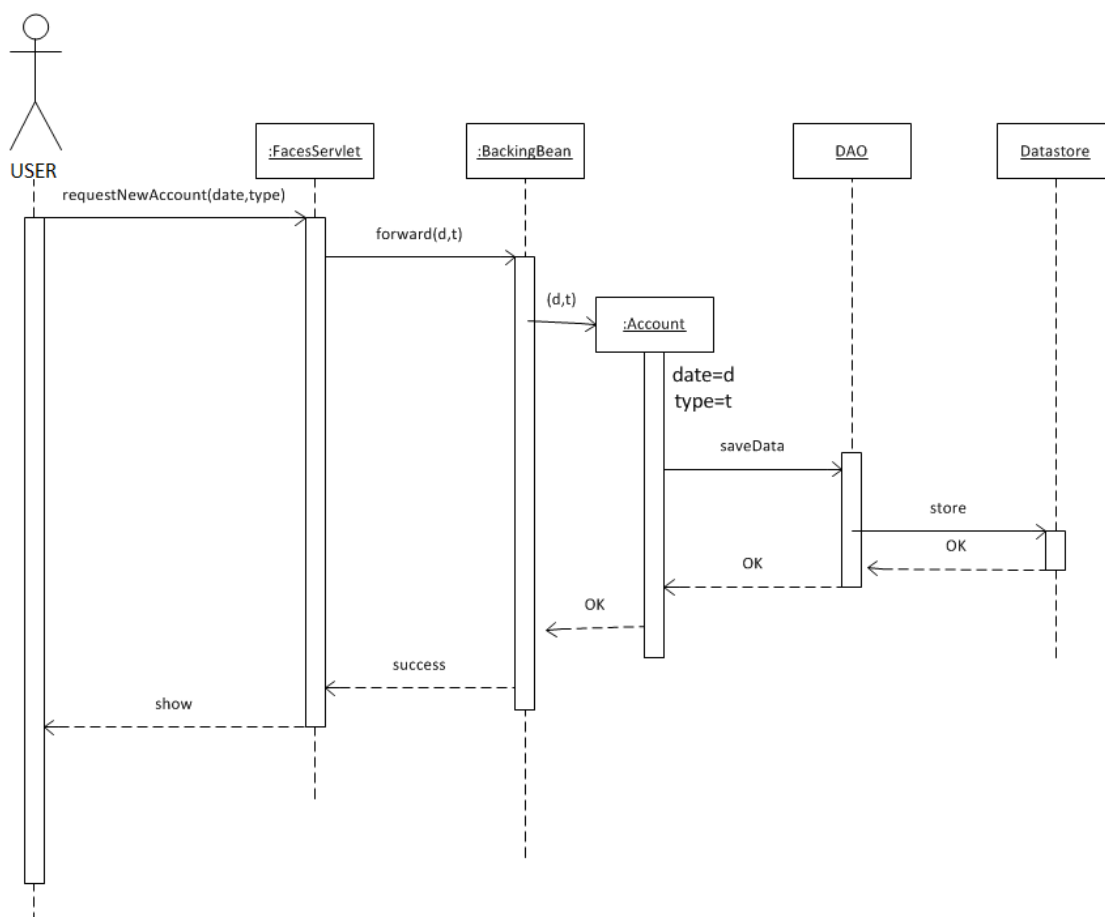 :FacesServlet
:BackingBean
DAO
Datastore
USER
requestNewAccount(date,type)
forward(d,t)
(d,t)
:Account
date=d
type=t
saveData
store
OK
OK
OK
success
show